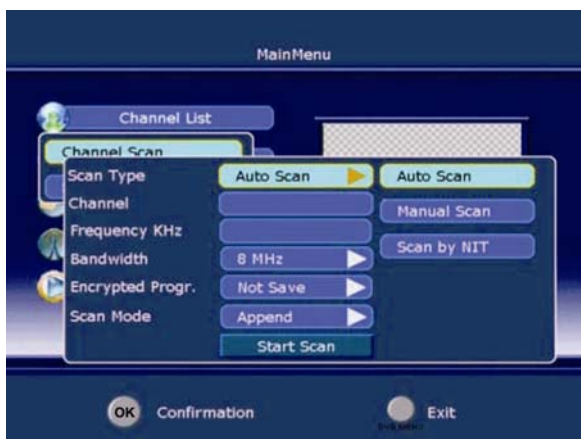 MainMenu
Channel List
Channel Scan
Scan Type Auto Scan Auto Scan
Channel Manual Scan
Frequency KHz
Bandwidth 8 MHz Scan by NIT
Encrypted Progr. Not Save
Scan Mode Append
Start Scan
OK Confirmation Exit